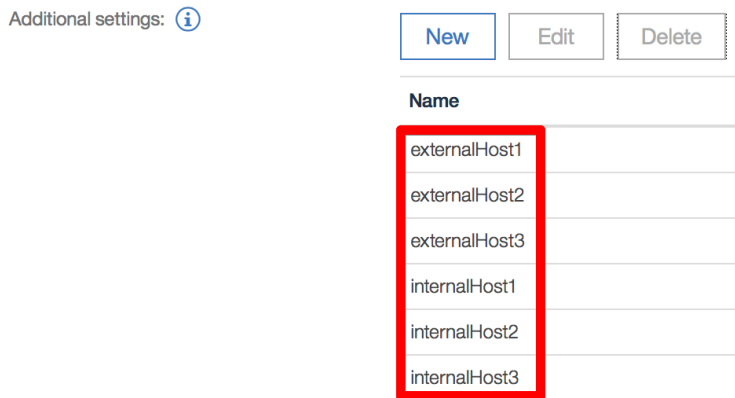 Additional settings:
New Edit Delete
Name
externalHost1
externalHost2
externalHost3
internalHost1
internalHost2
internalHost3